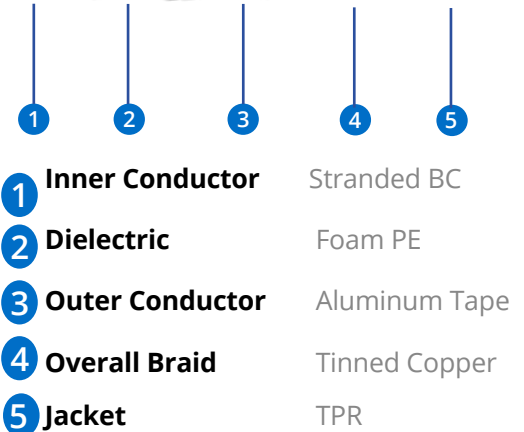 1 2 3 4 5
1 Inner Conductor Stranded BC
2 Dielectric Foam PE
3 Outer Conductor Aluminum Tape
4 Overall Braid Tinned Copper
5 Jacket TPR